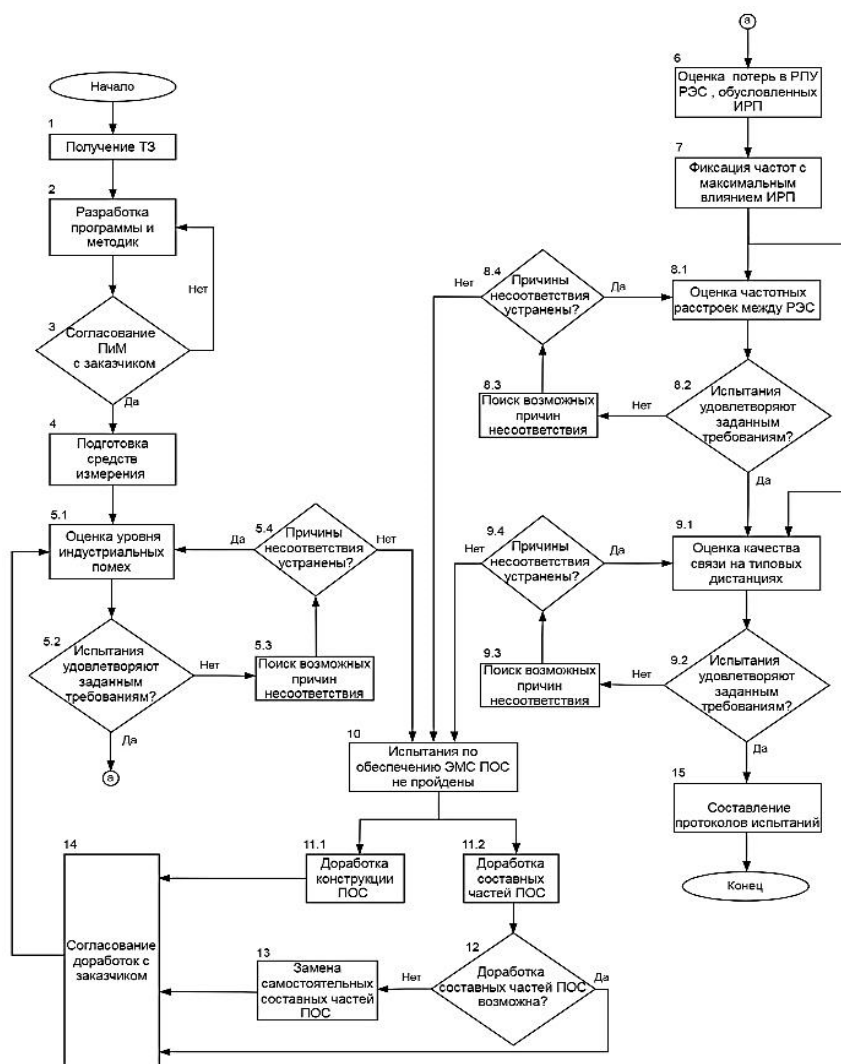 Начало
1
Получение ТЗ
2
Разработка
программы и
методик
Нет
3
Согласование
ПиМ
с заказчиком
Да
4
Подготовка
средств
измерения
5.1
Оценка уровня
индустриальных
помех
Да
5.4
Причины
несоответствия
устранены?
Нет
5.2
Испытания
удовлетворяют
заданным
требованиям?
Нет
5.3
Поиск возможных
причин
несоответствия
Да
а
а
6
Оценка потерь в РПУ
РЭС , обусловленных
ИРП
7
Фиксация частот с
максимальным
влиянием ИРП
Нет
8.4
Причины
несоответствия
устранены?
Да
8.1
Оценка частотных
расстроек между РЭС
8.3
Поиск возможных
причин
несоответствия
Нет
8.2
Испытания
удовлетворяют
заданным
требованиям?
Да
Нет
9.4
Причины
несоответствия
устранены?
Да
9.1
Оценка качества
связи на типовых
дистанциях
9.3
Поиск возможных
причин
несоответствия
Нет
9.2
Испытания
удовлетворяют
заданным
требованиям?
Да
10
Испытания по
обеспечению ЭМС ПОС
не пройдены
15
Составление
протоколов испытаний
Конец
11.1
Доработка
конструкции
ПОС
11.2
Доработка
составных
частей ПОС
14
Согласование
доработок с
заказчиком
13
Замена
самостоятельных
составных частей
ПОС
Нет
12
Доработка
составных частей ПОС
возможна?
Да